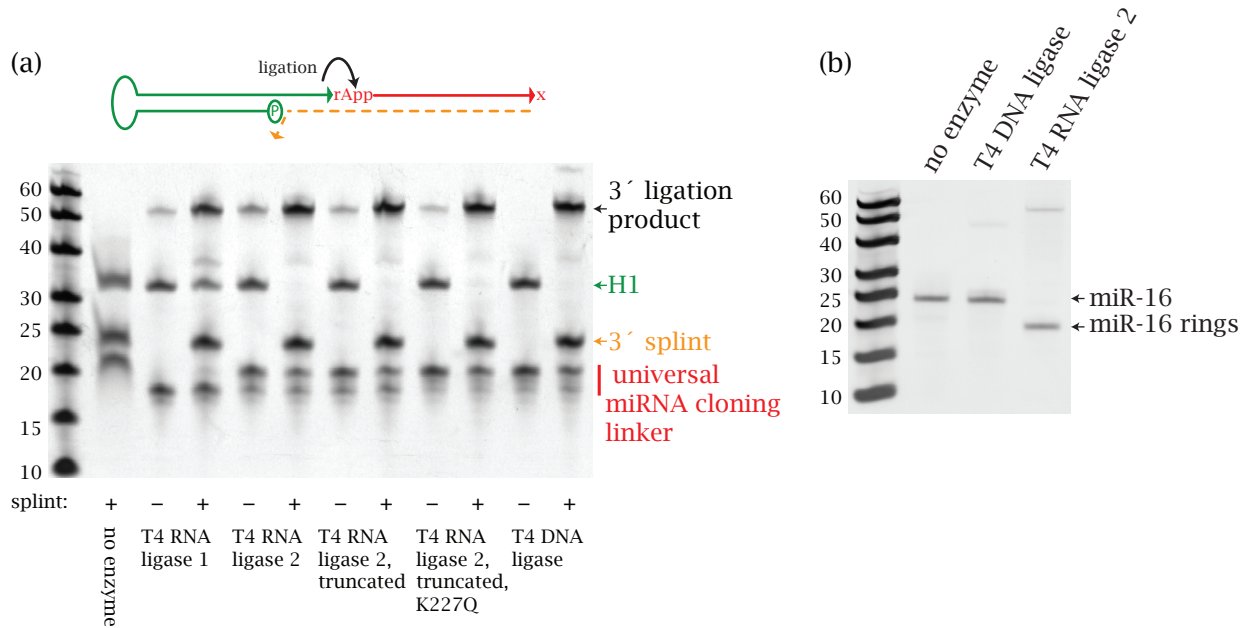 (a)
ligation
rApp
x
P
60
50
40
30
25
20
15
10
3´ ligation
product
H1
3´ splint
universal
miRNA cloning
linker
splint:
+ – + – + – + – + – +
no enzyme
T4 RNA
ligase 1
T4 RNA
ligase 2
T4 RNA
ligase 2,
truncated
T4 RNA
ligase 2,
truncated,
K227Q
T4 DNA
ligase
(b)
no enzyme
T4 DNA ligase
T4 RNA ligase 2
60
50
40
30
25
20
15
10
miR-16
miR-16 rings